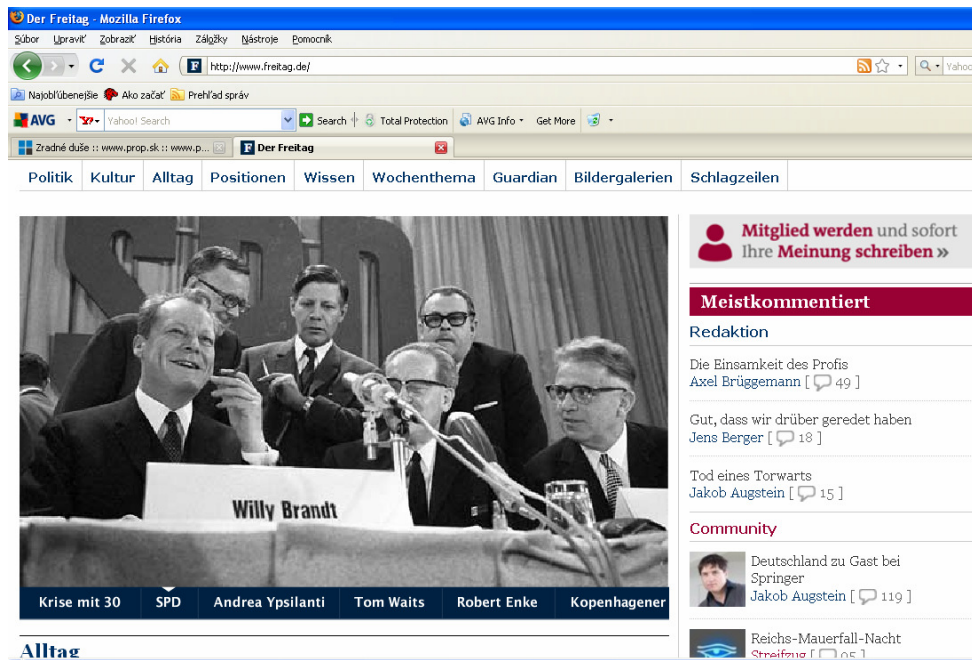 Der Freitag - Mozilla Firefox
Súbor Upraviť Zobraziť História Záložky Nástroje Pomocník
http://www.freitag.de/
Yahoo
Najobľúbenejšie Ako začať Prehľad správ
AVG Yahoo! Search Search Total Protection AVG Info Get More
Zradné duše :: www.prop.sk :: www.p... Der Freitag
Politik Kultur Alltag Positionen Wissen Wochenthema Guardian Bildergalerien Schlagzeilen
SPD
Willy Brandt
Krise mit 30 SPD Andrea Ypsilanti Tom Waits Robert Enke Kopenhagener
Alltag
Mitglied werden und sofort
Ihre Meinung schreiben »
Meistkommentiert
Redaktion
Die Einsamkeit des Profis
Axel Brüggemann [ 49 ]
Gut, dass wir drüber geredet haben
Jens Berger [ 18 ]
Tod eines Torwarts
Jakob Augstein [ 15 ]
Community
Deutschland zu Gast bei
Springer
Jakob Augstein [ 119 ]
Reichs-Mauerfall-Nacht
Streifzug [ 95 ]